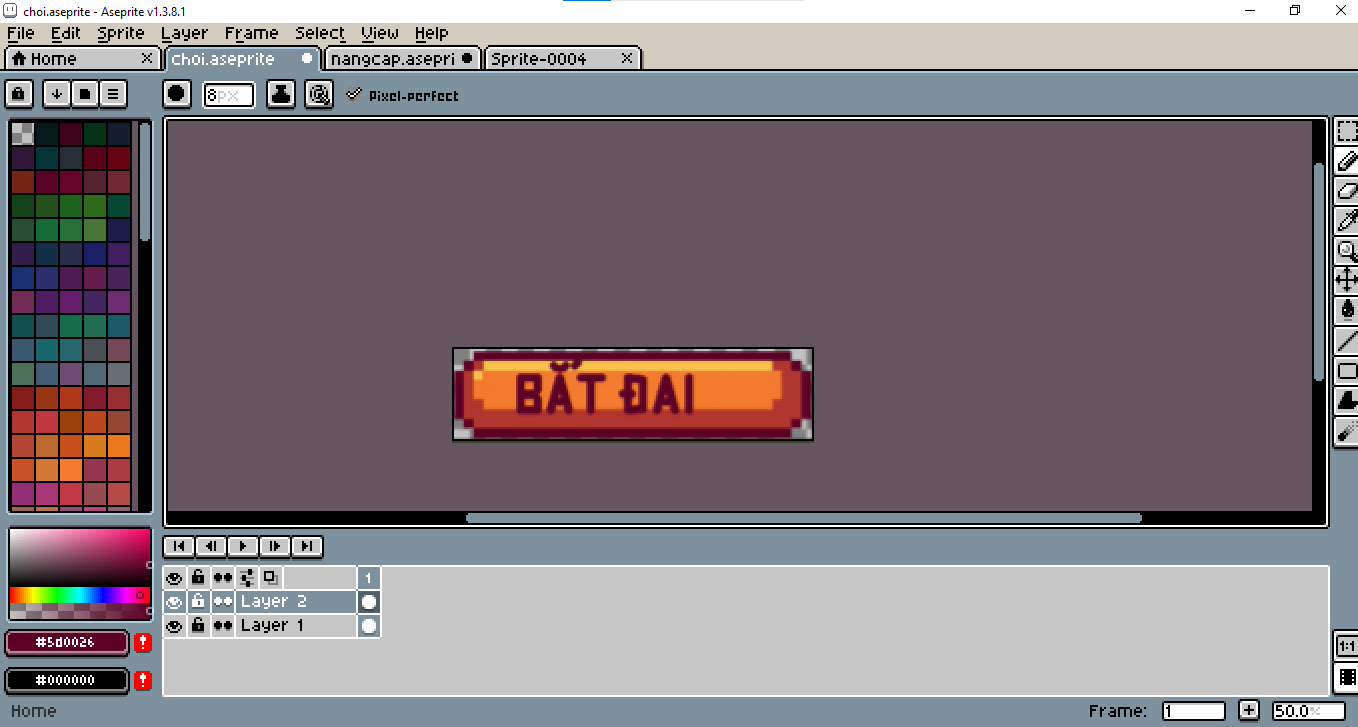 choi.aseprite - Aseprite v1.3.8.1
File Edit Sprite Layer Frame Select View Help
Home
choi.aseprite
nangcap.asepri
Sprite-0004
8px
Pixel-perfect
BẮT ĐAI
1
Layer 2
Layer 1
#5d0026
#000000
1:1
Home
Frame: 1
50.0%